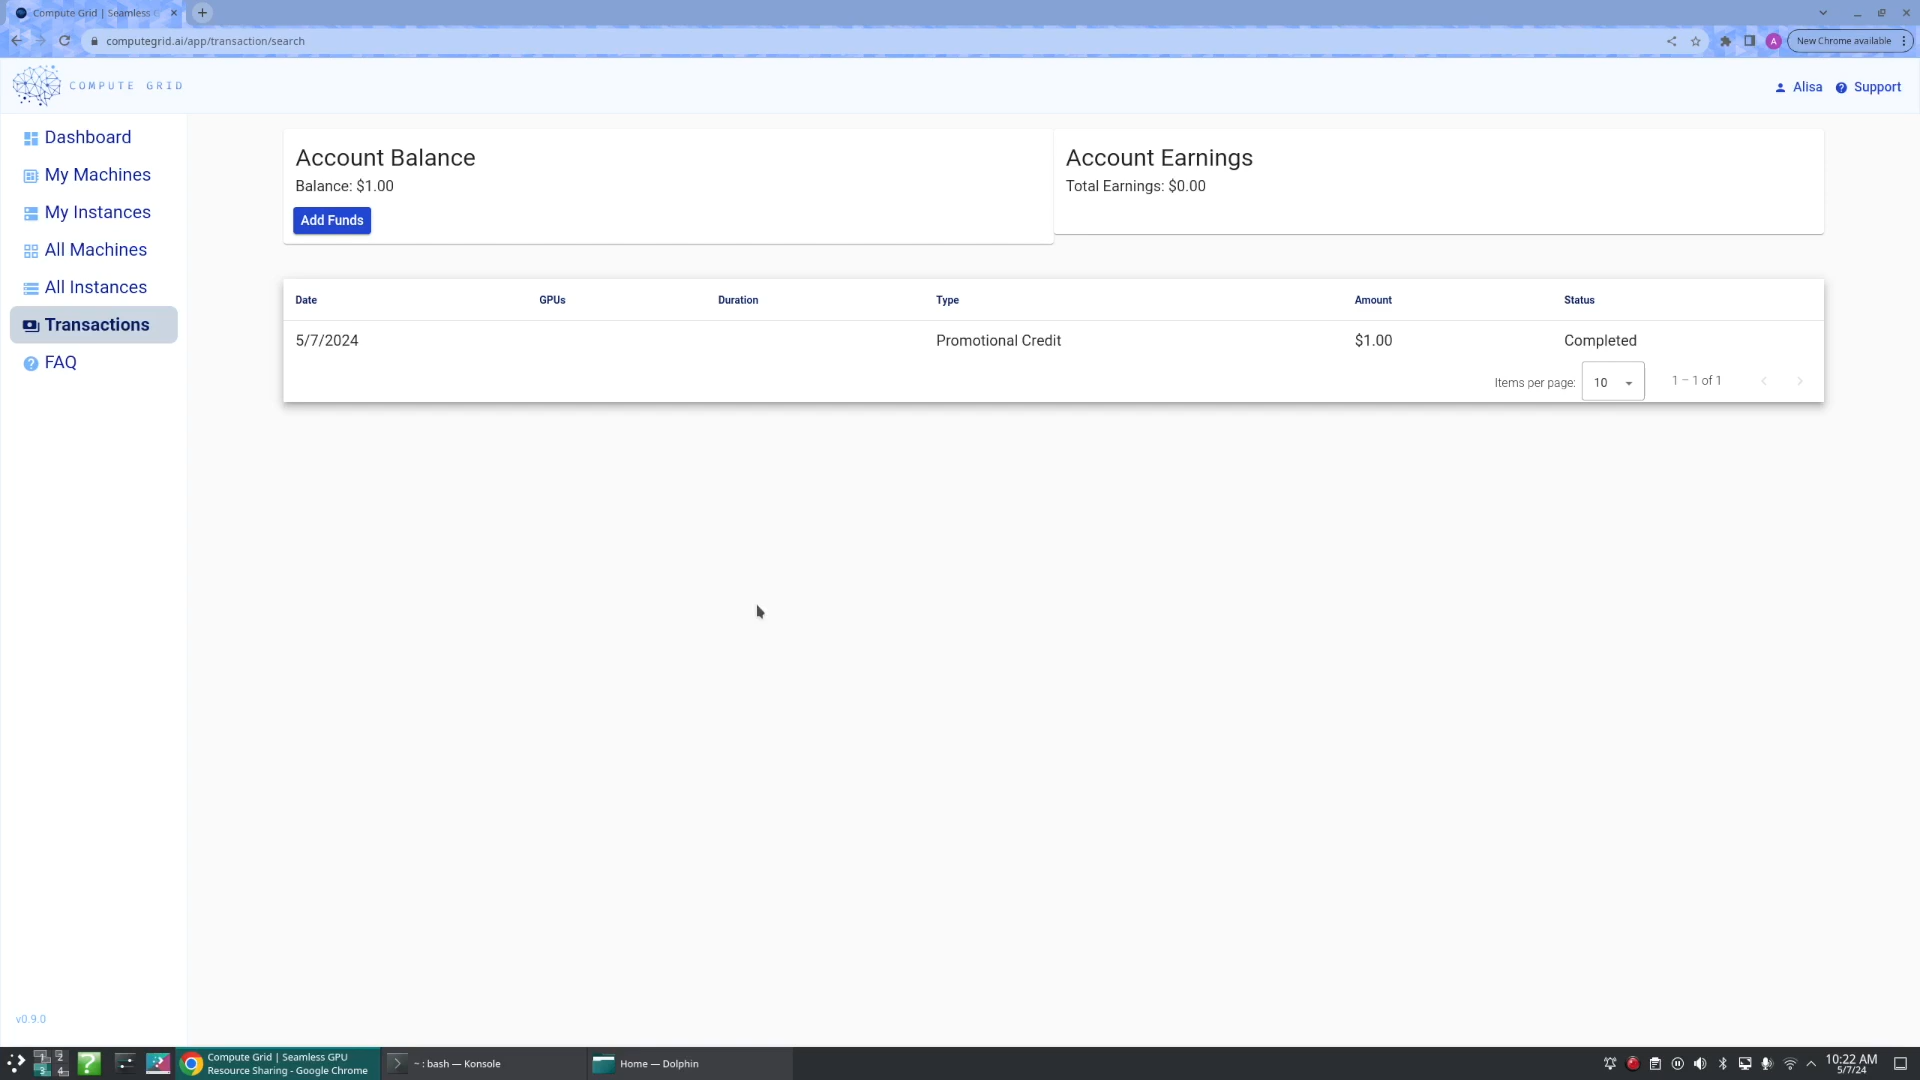 Compute Grid | Seamless G
computegrid.ai/app/transaction/search
A
New Chrome available
COMPUTE GRID
Alisa
Support
Dashboard
My Machines
My Instances
All Machines
All Instances
Transactions
FAQ
Account Balance
Balance: $1.00
Add Funds
Account Earnings
Total Earnings: $0.00
Date GPUs Duration Type Amount Status
5/7/2024 Promotional Credit $1.00 Completed
Items per page: 10 1 – 1 of 1
v0.9.0
1 2
3 4
Compute Grid | Seamless GPU
Resource Sharing - Google Chrome
~ : bash — Konsole
Home — Dolphin
10:22 AM
5/7/24